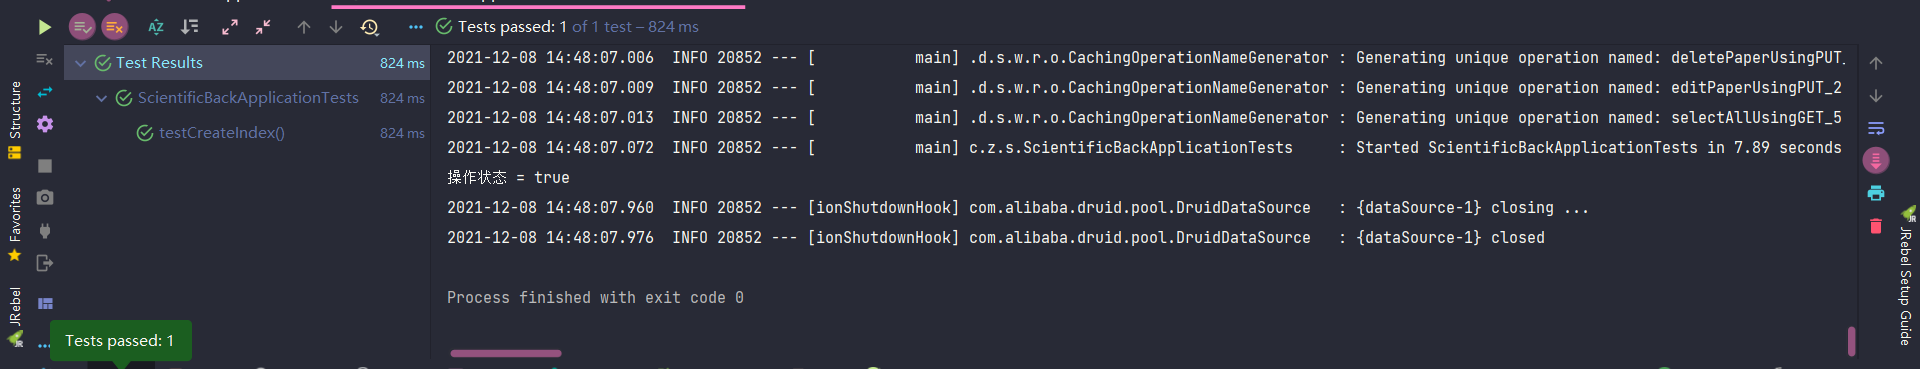 Tests passed: 1 of 1 test – 824 ms
Test Results 824 ms
ScientificBackApplicationTests 824 ms
testCreateIndex() 824 ms
2021-12-08 14:48:07.006  INFO 20852 --- [           main] .d.s.w.r.o.CachingOperationNameGenerator : Generating unique operation named: deletePaperUsingPUT_
2021-12-08 14:48:07.009  INFO 20852 --- [           main] .d.s.w.r.o.CachingOperationNameGenerator : Generating unique operation named: editPaperUsingPUT_2
2021-12-08 14:48:07.013  INFO 20852 --- [           main] .d.s.w.r.o.CachingOperationNameGenerator : Generating unique operation named: selectAllUsingGET_5
2021-12-08 14:48:07.072  INFO 20852 --- [           main] c.z.s.ScientificBackApplicationTests     : Started ScientificBackApplicationTests in 7.89 seconds
操作状态 = true
2021-12-08 14:48:07.960  INFO 20852 --- [ionShutdownHook] com.alibaba.druid.pool.DruidDataSource   : {dataSource-1} closing ...
2021-12-08 14:48:07.976  INFO 20852 --- [ionShutdownHook] com.alibaba.druid.pool.DruidDataSource   : {dataSource-1} closed
Process finished with exit code 0
Structure
Favorites
JRebel
Tests passed: 1
JRebel Setup Guide